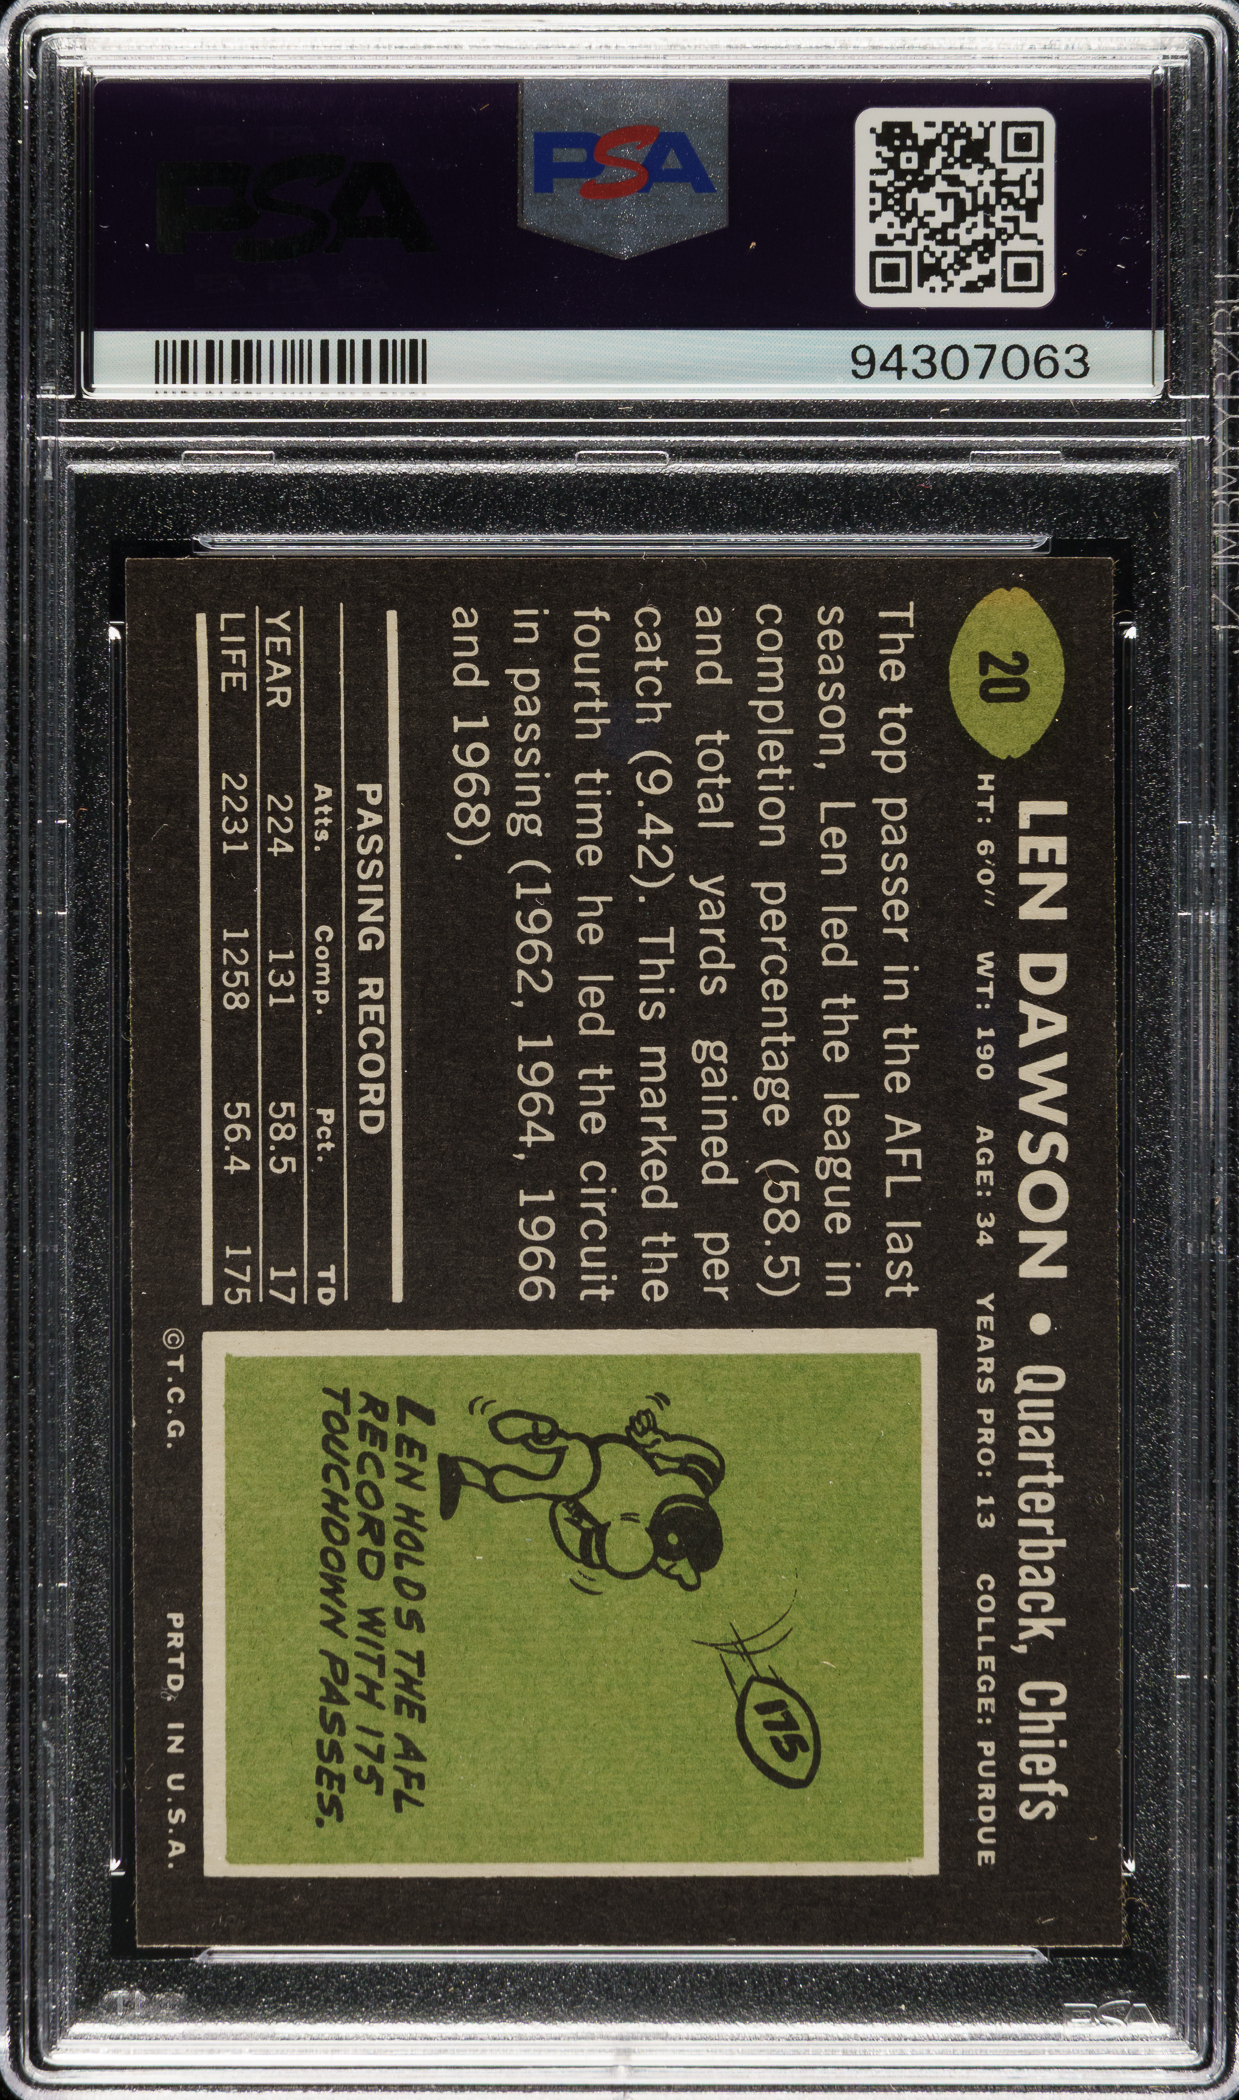 PSA
PSA
94307063
20
LEN DAWSON • Quarterback, Chiefs
HT: 6'0" WT: 190 AGE: 34 YEARS PRO: 13 COLLEGE: PURDUE
The top passer in the AFL last
season, Len led the league in
completion percentage (58.5)
and total yards gained per
catch (9.42). This marked the
fourth time he led the circuit
in passing (1962, 1964, 1966
and 1968).
PASSING RECORD
Atts. Comp. Pct. TD
YEAR 224 131 58.5 17
LIFE 2231 1258 56.4 175
175
LEN HOLDS THE AFL
RECORD WITH 175
TOUCHDOWN PASSES.
©T.C.G. PRTD. IN U.S.A.
PSA